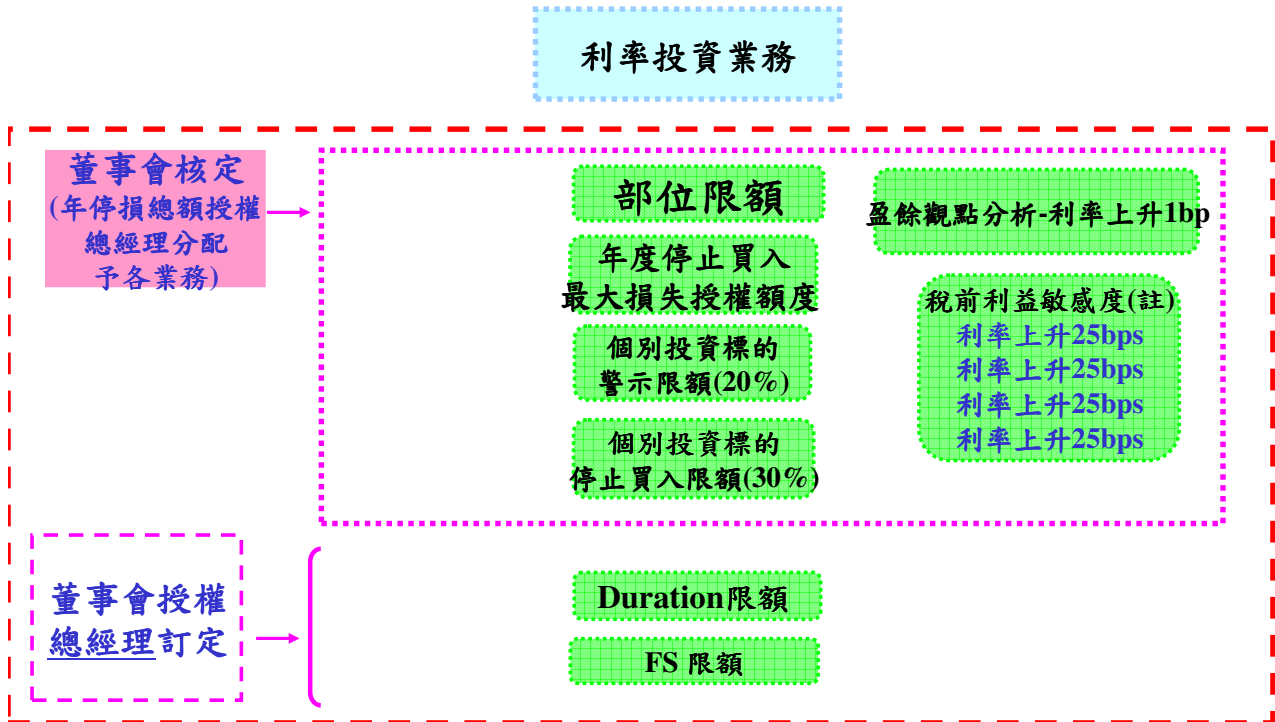 利率投資業務
董事會核定
(年停損總額授權
總經理分配
予各業務)
部位限額
年度停止買入
最大損失授權額度
個別投資標的
警示限額(20%)
個別投資標的
停止買入限額(30%)
盈餘觀點分析-利率上升1bp
稅前利益敏感度(註)
利率上升25bps
利率上升25bps
利率上升25bps
利率上升25bps
董事會授權
總經理訂定
Duration限額
FS 限額